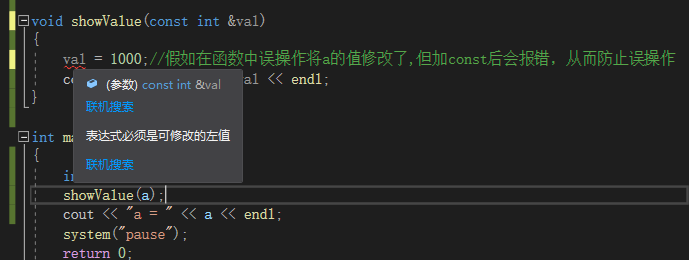 void showValue(const int &val)
{
val = 1000;//假如在函数中误操作将a的值修改了,但加const后会报错，从而防止误操作
co al << endl;
(参数) const int &val
联机搜索
表达式必须是可修改的左值
联机搜索
}
int ma
{
in
showValue(a);
cout << "a = " << a << endl;
system("pause");
return 0;